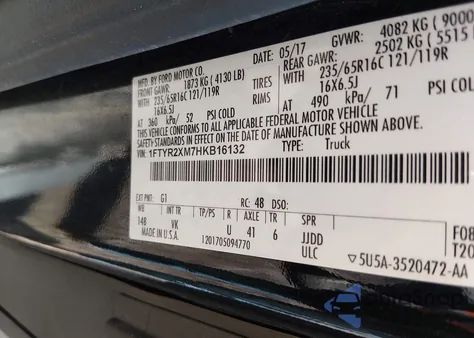 MFD. BY FORD MOTOR CO.
DATE: 05/17 GVWR: 4082 KG ( 9000
FRONT GAWR: 1873 KG ( 4130 LB) REAR GAWR: 2502 KG ( 5515
WITH 235/65R16C 121/119R TIRES WITH 235/65R16C 121/119R
16X6.5J RIMS 16X6.5J
AT 360 kPa/ 52 PSI COLD AT 490 kPa/ 71 PSI COLD
THIS VEHICLE CONFORMS TO ALL APPLICABLE FEDERAL MOTOR VEHICLE
SAFETY STANDARDS IN EFFECT ON THE DATE OF MANUFACTURE SHOWN ABOVE.
VIN: 1FTYR2XM7HKB16132 TYPE: Truck
EXT PNT: G1 RC: 48 DSO:
WB INT TR TP/PS R AXLE TR SPR
148 VK U 41 6 JJDD
MADE IN U.S.A. 1201705094770 ULC
F08
T20
5U5A-3520472-AA